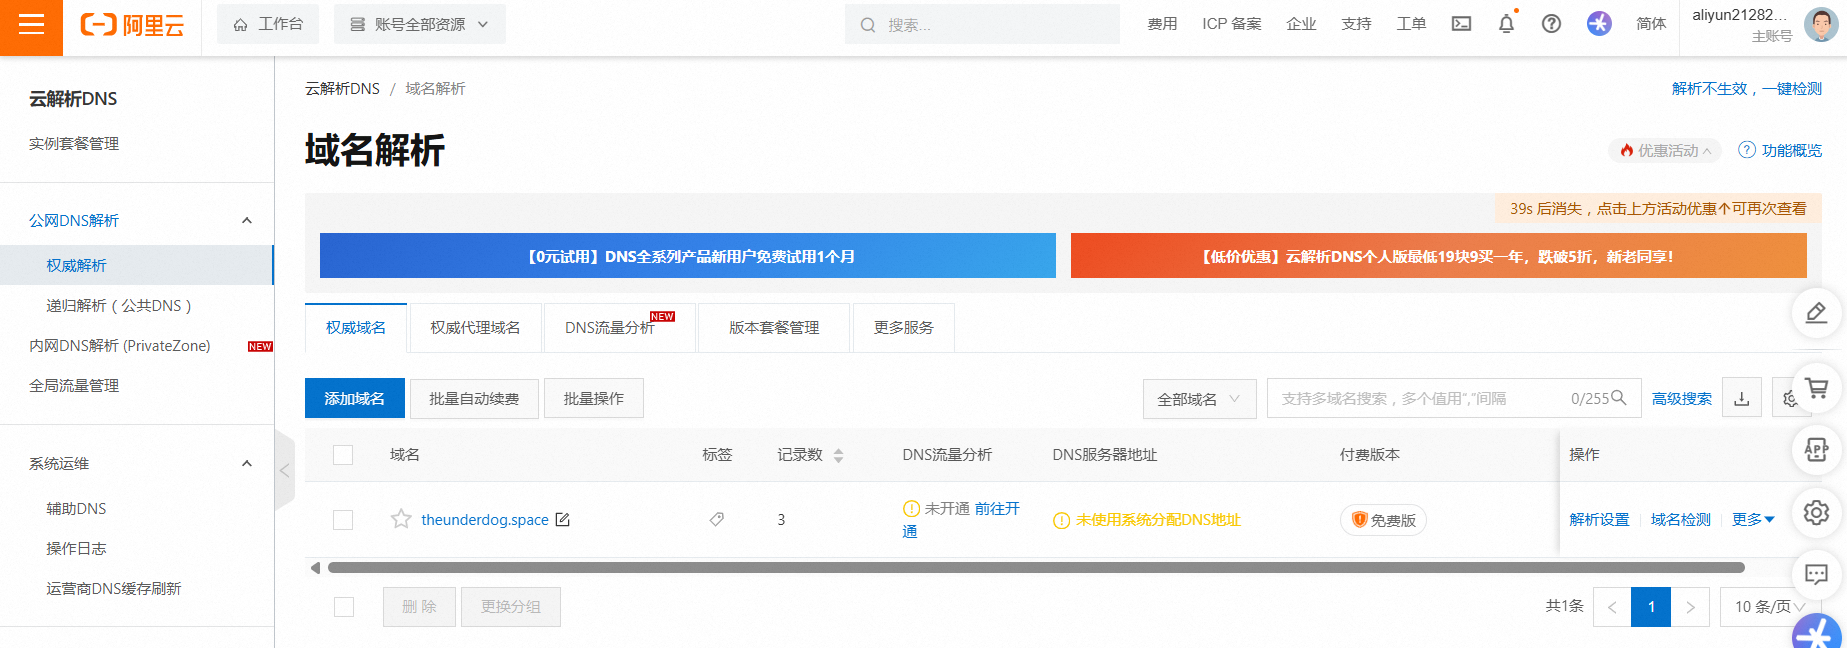 阿里云
工作台
账号全部资源
搜索...
费用
ICP 备案
企业
支持
工单
简体
aliyun21282...
主账号
云解析DNS
实例套餐管理
公网DNS解析
权威解析
递归解析（公共DNS）
内网DNS解析 (PrivateZone)
NEW
全局流量管理
系统运维
辅助DNS
操作日志
运营商DNS缓存刷新
云解析DNS / 域名解析
解析不生效，一键检测
域名解析
优惠活动
功能概览
39s 后消失，点击上方活动优惠个可再次查看
【0元试用】DNS全系列产品新用户免费试用1个月
【低价优惠】云解析DNS个人版最低19块9买一年，跌破5折，新老同享！
权威域名
权威代理域名
DNS流量分析
NEW
版本套餐管理
更多服务
添加域名
批量自动续费
批量操作
全部域名
支持多域名搜索，多个值用","间隔
0/255
高级搜索
域名
标签
记录数
DNS流量分析
DNS服务器地址
付费版本
操作
theunderdog.space
3
未开通 前往开
通
未使用系统分配DNS地址
免费版
解析设置
域名检测
更多
删 除
更换分组
共1条
1
10 条/页
APP